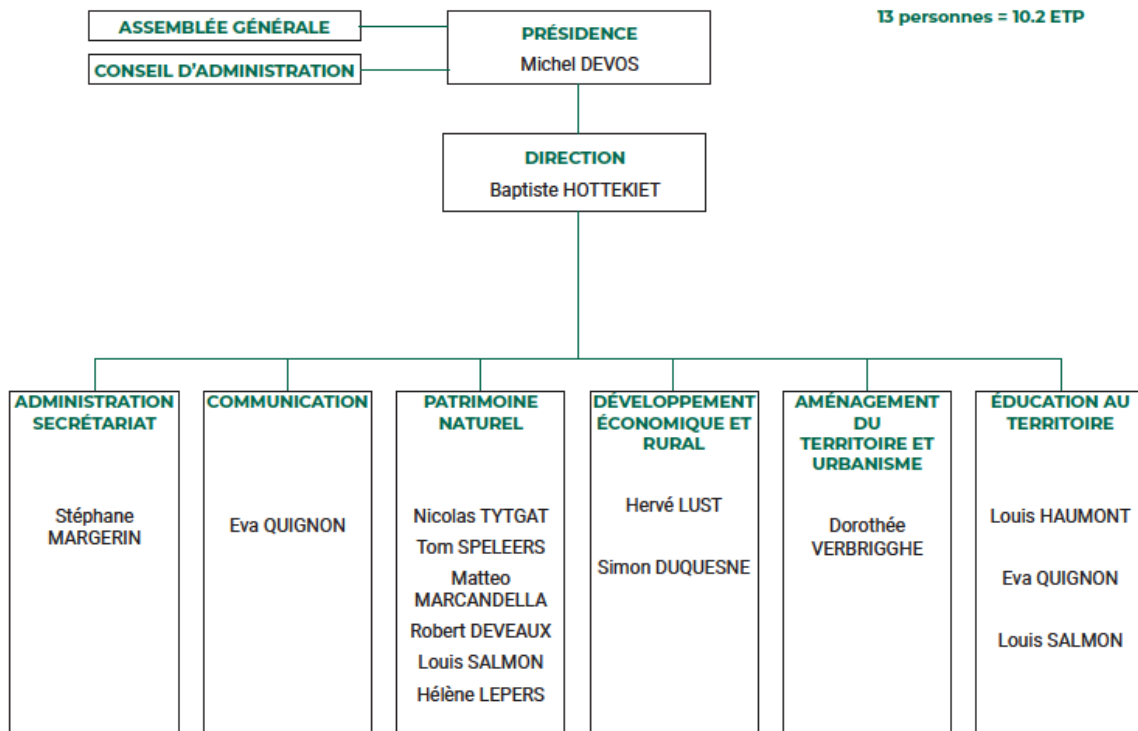 ASSEMBLÉE GÉNÉRALE
CONSEIL D'ADMINISTRATION
PRÉSIDENCE
Michel DEVOS
13 personnes = 10.2 ETP
DIRECTION
Baptiste HOTTEKIET
ADMINISTRATION
SECRÉTARIAT
Stéphane
MARGERIN
COMMUNICATION
Eva QUIGNON
PATRIMOINE
NATUREL
Nicolas TYTGAT
Tom SPELEERS
Matteo
MARCANDELLA
Robert DEVEAUX
Louis SALMON
Hélène LEPERS
DÉVELOPPEMENT
ÉCONOMIQUE ET
RURAL
Hervé LUST
Simon DUQUESNE
AMÉNAGEMENT
DU
TERRITOIRE ET
URBANISME
Dorothée
VERBRIGGHE
ÉDUCATION AU
TERRITOIRE
Louis HAUMONT
Eva QUIGNON
Louis SALMON